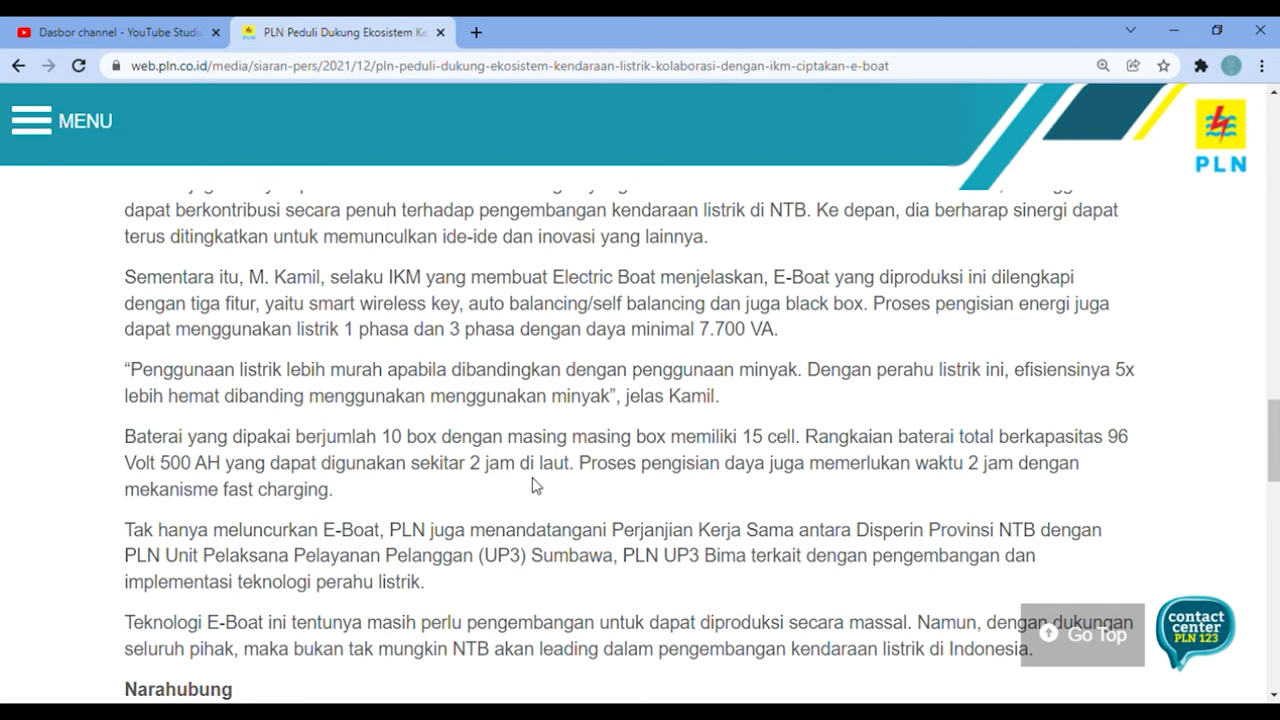 Dasbor channel - YouTube Studi
PLN Peduli Dukung Ekosistem Ke
web.pln.co.id/media/siaran-pers/2021/12/pln-peduli-dukung-ekosistem-kendaraan-listrik-kolaborasi-dengan-ikm-ciptakan-e-boat
MENU
PLN
dapat berkontribusi secara penuh terhadap pengembangan kendaraan listrik di NTB. Ke depan, dia berharap sinergi dapat
terus ditingkatkan untuk memunculkan ide-ide dan inovasi yang lainnya.
Sementara itu, M. Kamil, selaku IKM yang membuat Electric Boat menjelaskan, E-Boat yang diproduksi ini dilengkapi
dengan tiga fitur, yaitu smart wireless key, auto balancing/self balancing dan juga black box. Proses pengisian energi juga
dapat menggunakan listrik 1 phasa dan 3 phasa dengan daya minimal 7.700 VA.
“Penggunaan listrik lebih murah apabila dibandingkan dengan penggunaan minyak. Dengan perahu listrik ini, efisiensinya 5x
lebih hemat dibanding menggunakan menggunakan minyak”, jelas Kamil.
Baterai yang dipakai berjumlah 10 box dengan masing masing box memiliki 15 cell. Rangkaian baterai total berkapasitas 96
Volt 500 AH yang dapat digunakan sekitar 2 jam di laut. Proses pengisian daya juga memerlukan waktu 2 jam dengan
mekanisme fast charging.
Tak hanya meluncurkan E-Boat, PLN juga menandatangani Perjanjian Kerja Sama antara Disperin Provinsi NTB dengan
PLN Unit Pelaksana Pelayanan Pelanggan (UP3) Sumbawa, PLN UP3 Bima terkait dengan pengembangan dan
implementasi teknologi perahu listrik.
Teknologi E-Boat ini tentunya masih perlu pengembangan untuk dapat diproduksi secara massal. Namun, dengan dukungan
seluruh pihak, maka bukan tak mungkin NTB akan leading dalam pengembangan kendaraan listrik di Indonesia.
Go Top
contact
center
PLN 123
Narahubung